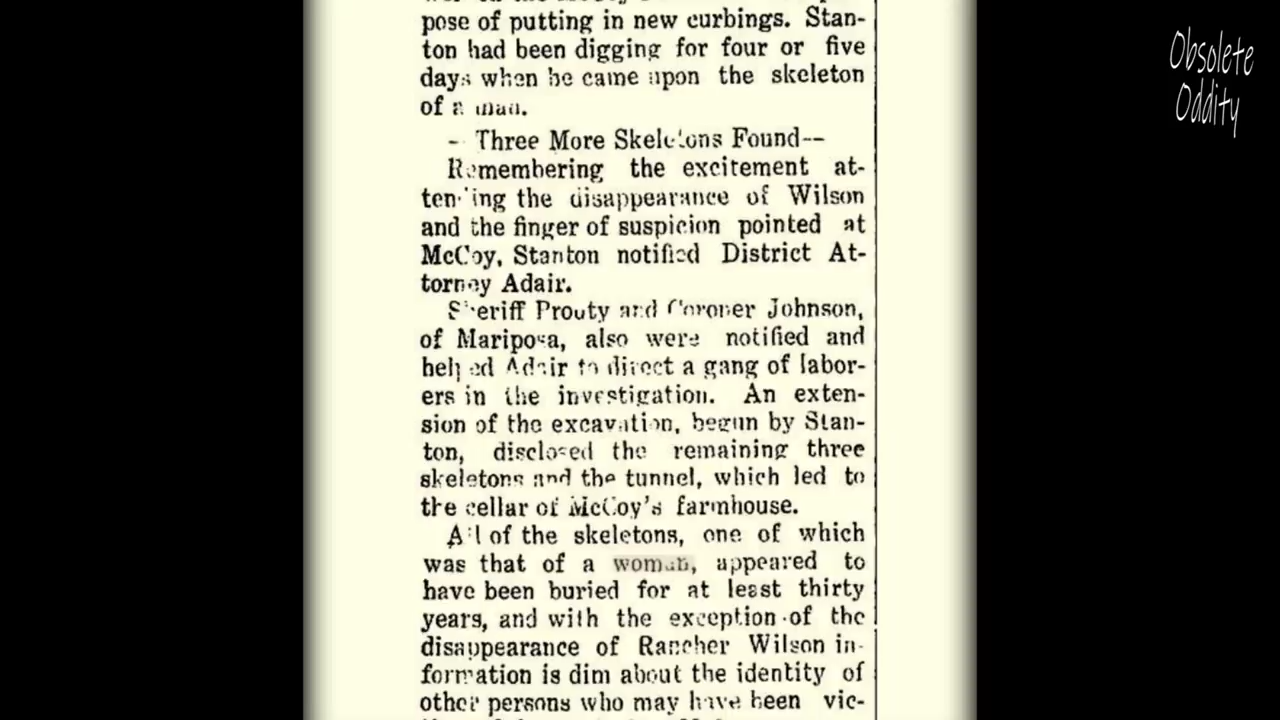 pose of putting in new curbings. Stan-
ton had been digging for four or five
days when he came upon the skeleton
of a man.
- Three More Skeletons Found--
Remembering the excitement at-
tending the disappearance of Wilson
and the finger of suspicion pointed at
McCoy, Stanton notified District At-
torney Adair.
Sheriff Prouty and Coroner Johnson,
of Mariposa, also were notified and
helped Adair to direct a gang of labor-
ers in the investigation. An exten-
sion of the excavation, begun by Stan-
ton, disclosed the remaining three
skeletons and the tunnel, which led to
the cellar of McCoy's farmhouse.
All of the skeletons, one of which
was that of a woman, appeared to
have been buried for at least thirty
years, and with the exception of the
disappearance of Rancher Wilson in-
formation is dim about the identity of
other persons who may have been vic-
Obsolete
Oddity